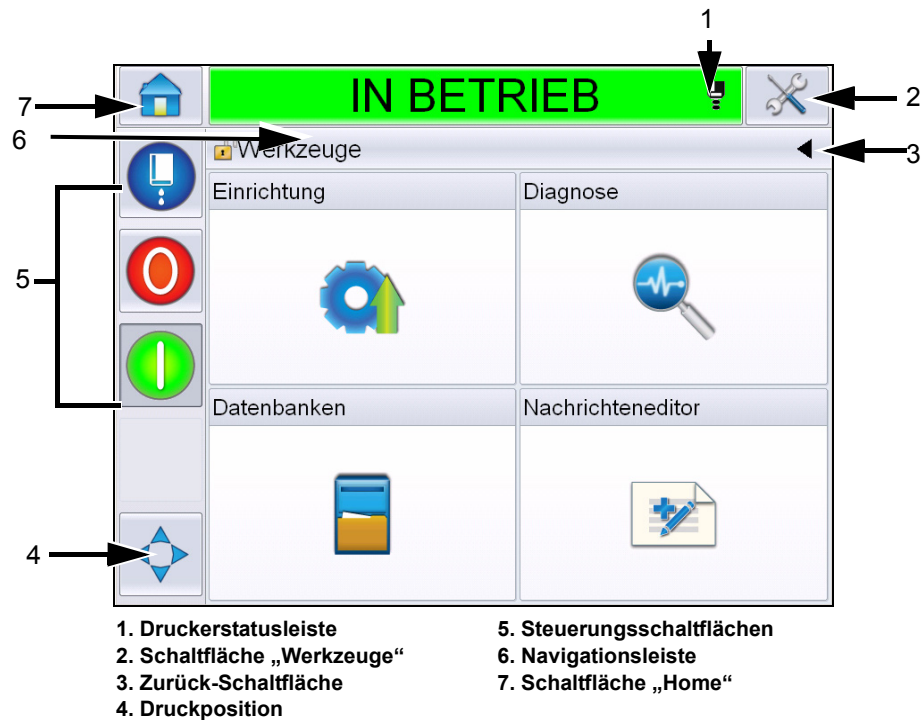 1
IN BETRIEB
7
2
6
Werkzeuge
3
Einrichtung
Diagnose
5
Datenbanken
Nachrichteneditor
4
1. Druckerstatusleiste
2. Schaltfläche „Werkzeuge“
3. Zurück-Schaltfläche
4. Druckposition
5. Steuerungsschaltflächen
6. Navigationsleiste
7. Schaltfläche „Home“